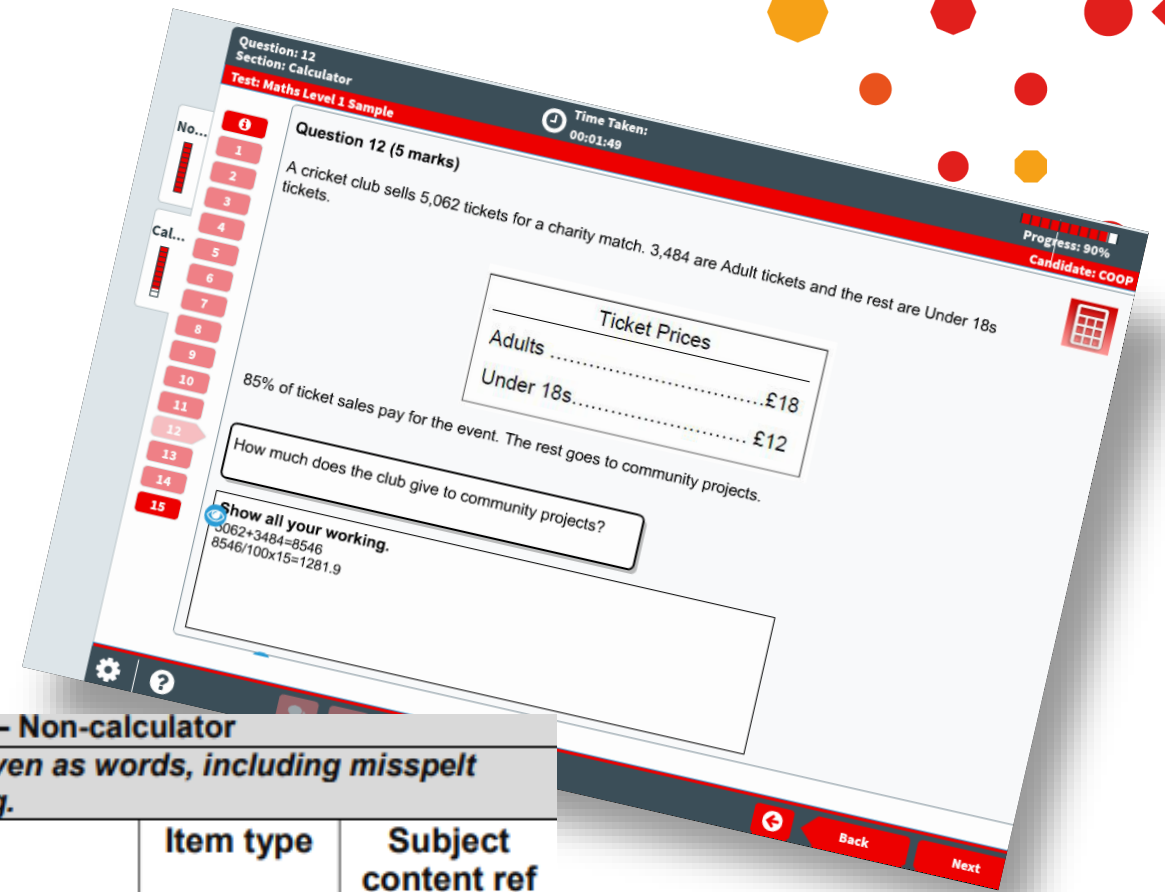 Question: 12
Section: Calculator
Test: Maths Level 1 Sample
Time Taken:
00:01:49
Progress: 90%
Candidate: COOP
No...
Cal...
1
2
3
4
5
6
7
8
9
10
11
12
13
14
15
Question 12 (5 marks)
A cricket club sells 5,062 tickets for a charity match. 3,484 are Adult tickets and the rest are Under 18s
tickets.
Ticket Prices
Adults ........................................£18
Under 18s................................. £12
85% of ticket sales pay for the event. The rest goes to community projects.
How much does the club give to community projects?
Show all your working.
5062+3484=8546
8546/100x15=1281.9
Back
Next
- Non-calculator
ven as words, including misspelt
g.
Item type
Subject
content ref